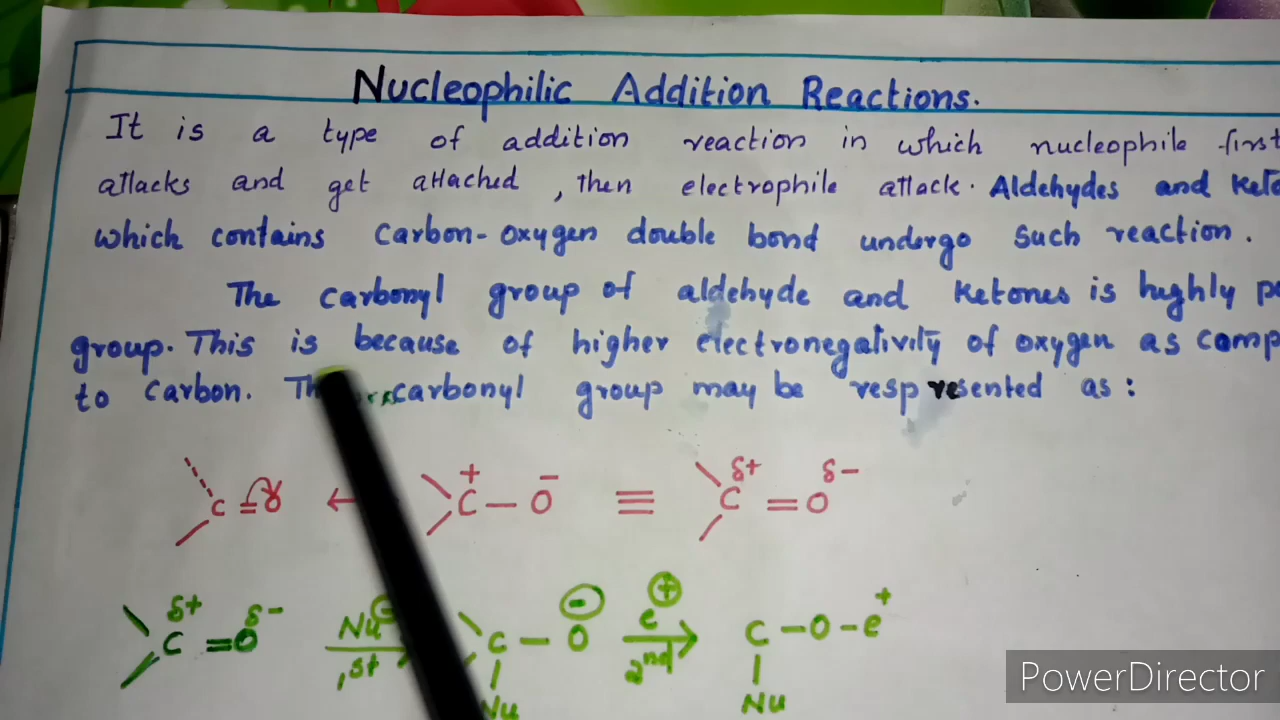 Nucleophilic Addition Reactions.
It is a type of addition reaction in which nucleophile first
attacks and get attached , then electrophile attack. Aldehydes and
which contains Carbon-oxygen double bond undergo such reaction.
The carbonyl group of aldehyde and Ketones is highly
group. This is because of higher electronegativity of oxygen as
to carbon. carbonyl group may be respresented as :
C=O ← C⁺—O⁻ ≡ Cδ+=Oδ−
Cδ+=Oδ− Nu⊖ 1st C—O⊖ e⊕ 2nd C—O—e⁺
Nu Nu
PowerDirector